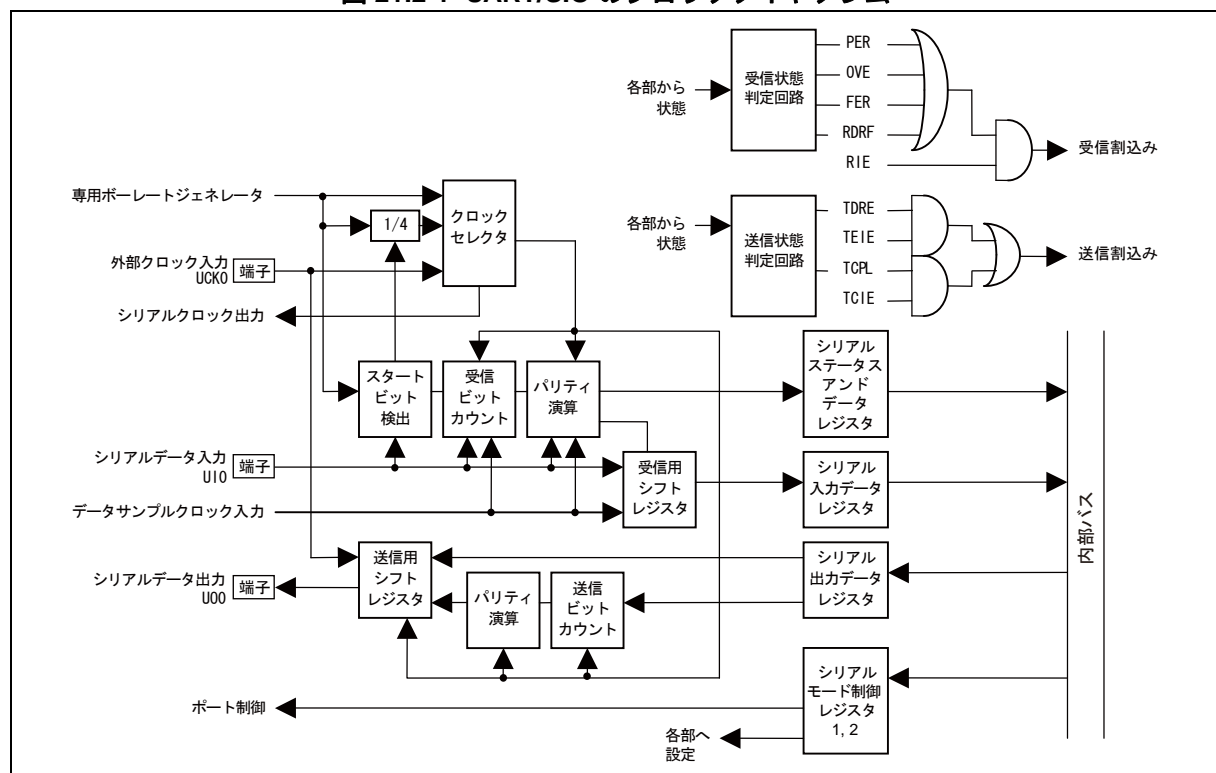 各部から
状態
受信状態
判定回路
PER
OVE
FER
RDRF
RIE
受信割込み
専用ボーレートジェネレータ
1/4
クロック
セレクタ
外部クロック入力
UCK0
端子
シリアルクロック出力
各部から
状態
送信状態
判定回路
TDRE
TEIE
TCPL
TCIE
送信割込み
スタート
ビット
検出
受信
ビット
カウント
パリティ
演算
シリアル
ステータス
アンド
データ
レジスタ
シリアルデータ入力
UI0
端子
受信用
シフト
レジスタ
シリアル
入力データ
レジスタ
データサンプルクロック入力
内部バス
シリアルデータ出力
UO0
端子
送信用
シフト
レジスタ
パリティ
演算
送信
ビット
カウント
シリアル
出力データ
レジスタ
ポート制御
シリアル
モード制御
レジスタ
1, 2
各部へ
設定